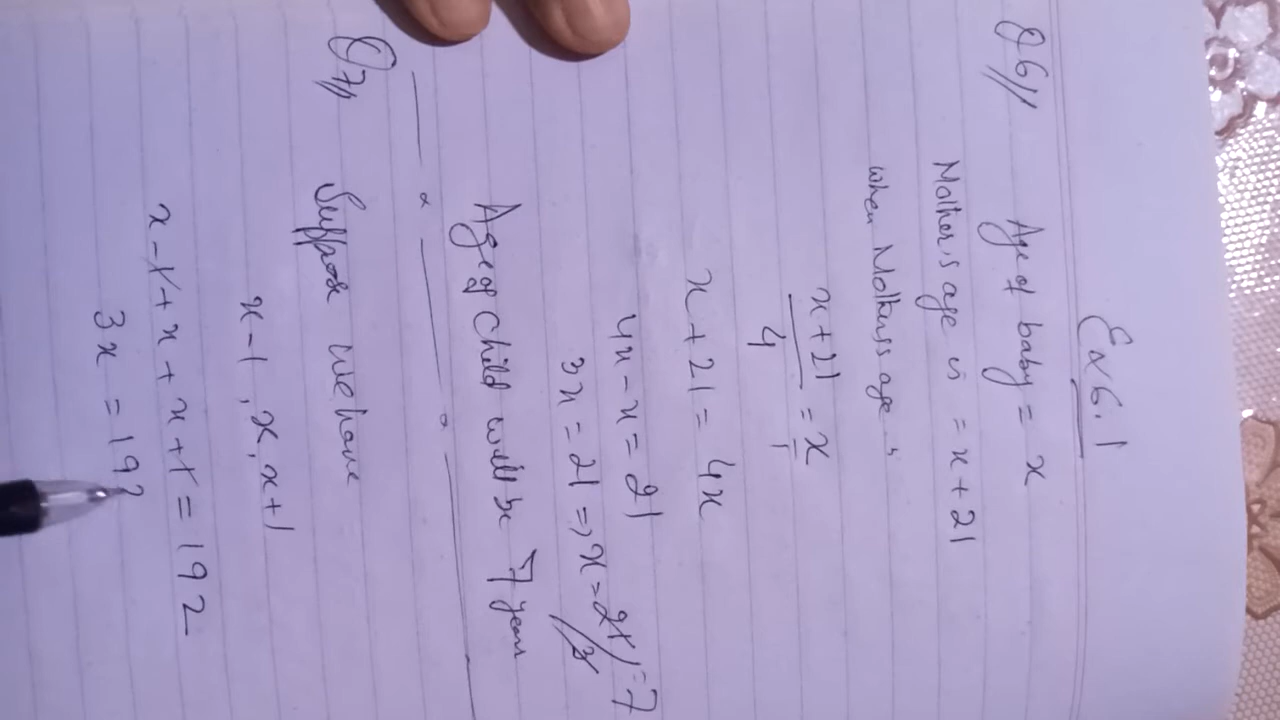 Ex 6.1
Q6// Age of baby = x
Mother's age is = x + 21
when Mother's age is
x+21/4 = x/1
x + 21 = 4x
4x - x = 21
3x = 21 => x = 21/3 = 7
Age of child will be 7 years
Q7// Suppose we have
x-1, x, x+1
x-1 + x + x+1 = 192
3x = 192